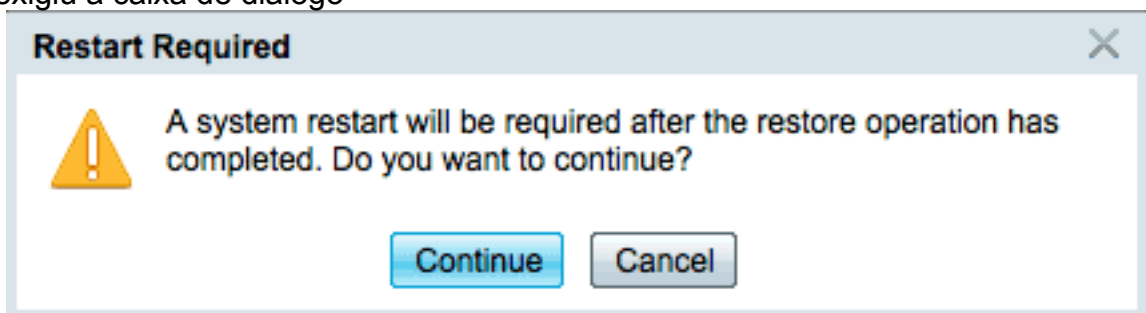 exigiu a caixa de diálogo
Restart Required
A system restart will be required after the restore operation has
completed. Do you want to continue?
Continue
Cancel